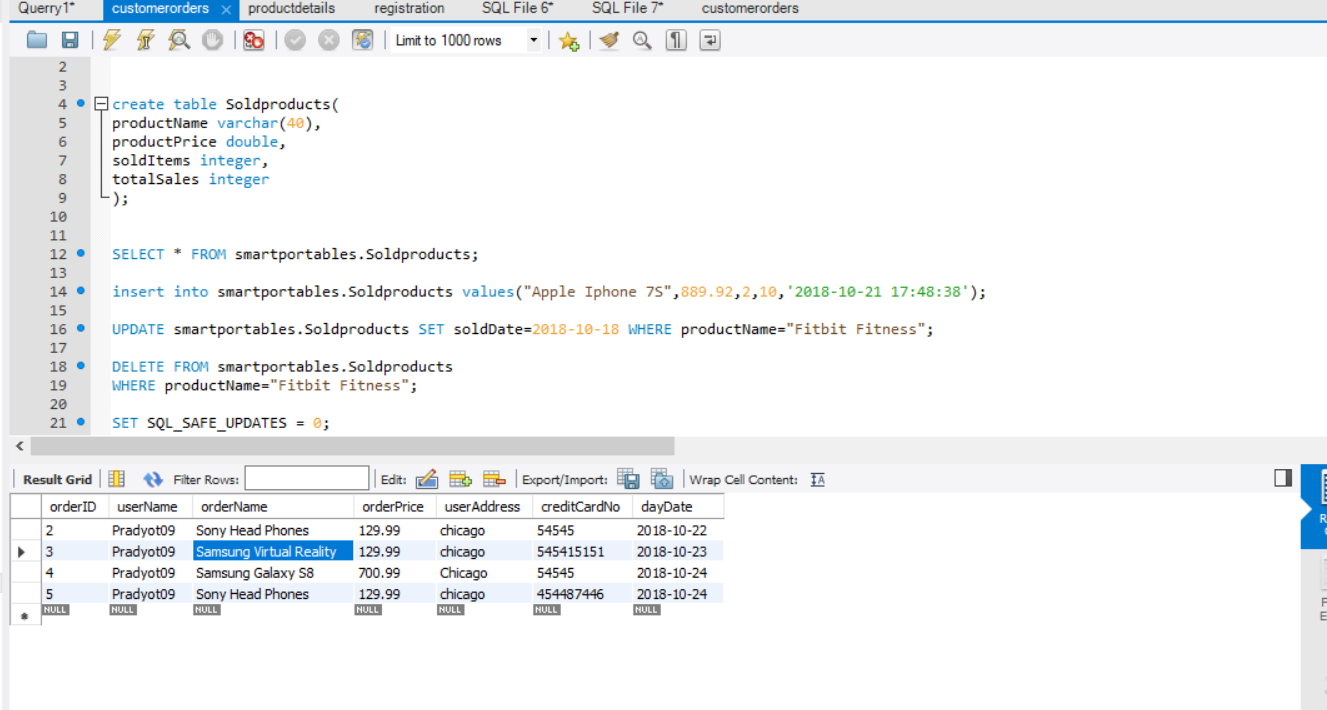 Querry1* customerorders × productdetails registration SQL File 6* SQL File 7* customerorders
Limit to 1000 rows
2
3
4 create table Soldproducts(
5 productName varchar(40),
6 productPrice double,
7 soldItems integer,
8 totalSales integer
9 );
10
11
12 SELECT * FROM smartportables.Soldproducts;
13
14 insert into smartportables.Soldproducts values("Apple Iphone 7S",889.92,2,10,'2018-10-21 17:48:38');
15
16 UPDATE smartportables.Soldproducts SET soldDate=2018-10-18 WHERE productName="Fitbit Fitness";
17
18 DELETE FROM smartportables.Soldproducts
19 WHERE productName="Fitbit Fitness";
20
21 SET SQL_SAFE_UPDATES = 0;
Result Grid Filter Rows: Edit: Export/Import: Wrap Cell Content: IA
orderID userName orderName orderPrice userAddress creditCardNo dayDate
2 Pradyot09 Sony Head Phones 129.99 chicago 54545 2018-10-22
3 Pradyot09 Samsung Virtual Reality 129.99 chicago 545415151 2018-10-23
4 Pradyot09 Samsung Galaxy S8 700.99 Chicago 54545 2018-10-24
5 Pradyot09 Sony Head Phones 129.99 chicago 454487446 2018-10-24
NULL NULL NULL NULL NULL NULL NULL